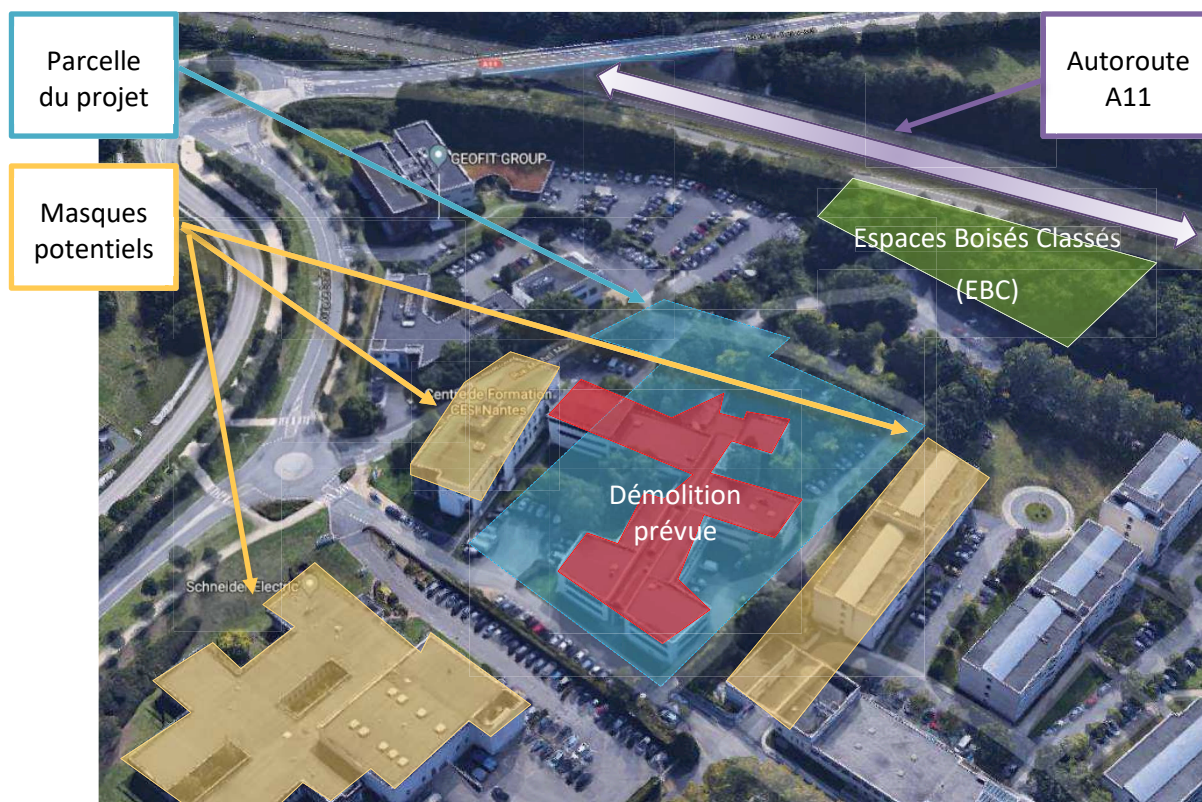 Parcelle
du projet
Autoroute
A11
A11
GEOFIT GROUP
Masques
potentiels
Espaces Boisés Classés
(EBC)
Centre de Formation
CESI Nantes
Démolition
prévue
Schneider Electric